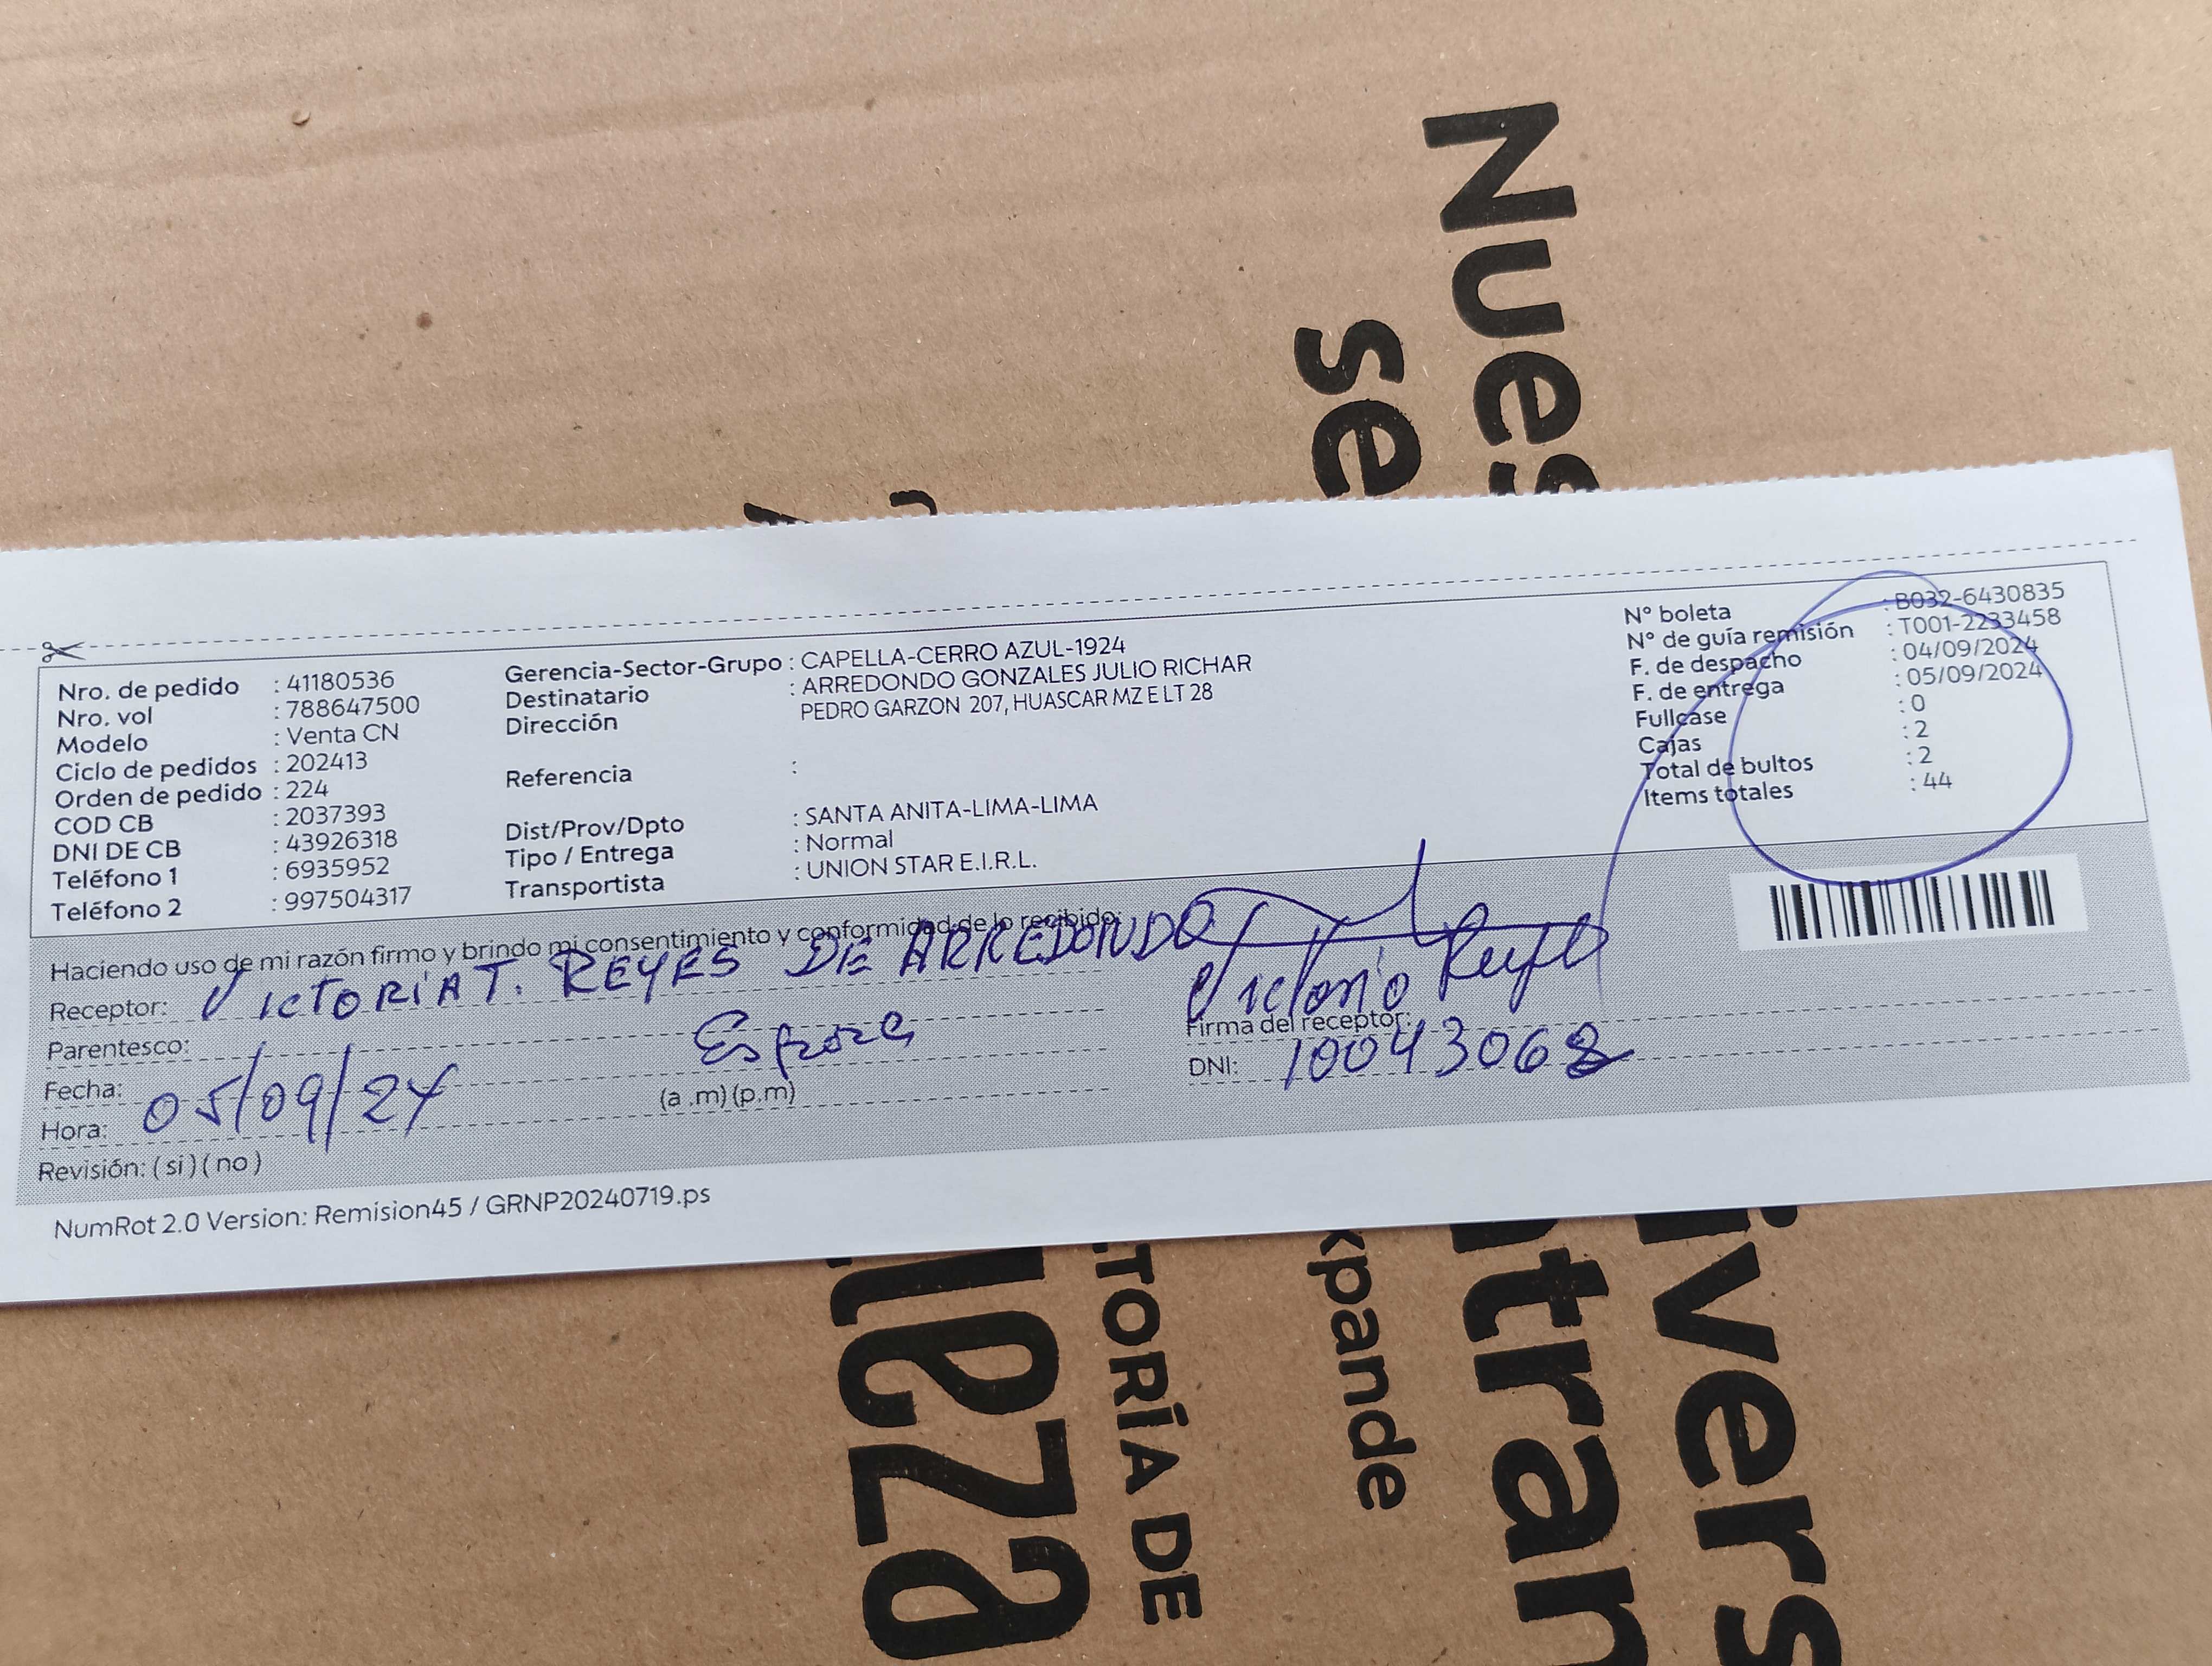 Nues
se
Nro. de pedido : 41180536
Nro. vol : 788647500
Modelo : Venta CN
Ciclo de pedidos : 202413
Orden de pedido : 224
COD CB : 2037393
DNI DE CB : 43926318
Teléfono 1 : 6935952
Teléfono 2 : 997504317
Gerencia-Sector-Grupo : CAPELLA-CERRO AZUL-1924
Destinatario : ARREDONDO GONZALES JULIO RICHAR
Dirección PEDRO GARZON 207, HUASCAR MZ E LT 28
Referencia :
Dist/Prov/Dpto : SANTA ANITA-LIMA-LIMA
Tipo / Entrega : Normal
Transportista : UNION STAR E.I.R.L.
N° boleta : B032-6430835
N° de guía remisión : T001-2233458
F. de despacho : 04/09/2024
F. de entrega : 05/09/2024
Fullcase : 0
Cajas : 2
Total de bultos : 2
Items totales : 44
Haciendo uso de mi razón firmo y brindo mi consentimiento y conformidad de lo recibido:
Receptor: VICTORIA T. REYES DE ARREDONDO
Parentesco: Esposa
Fecha: 05/09/24
Hora: (a .m) (p.m)
Revisión: ( si ) ( no )
Victoria Reyes
Firma del receptor:
DNI: 10043068
NumRot 2.0 Version: Remision45 / GRNP20240719.ps
TORIA DE
xpande
ntran
ivers